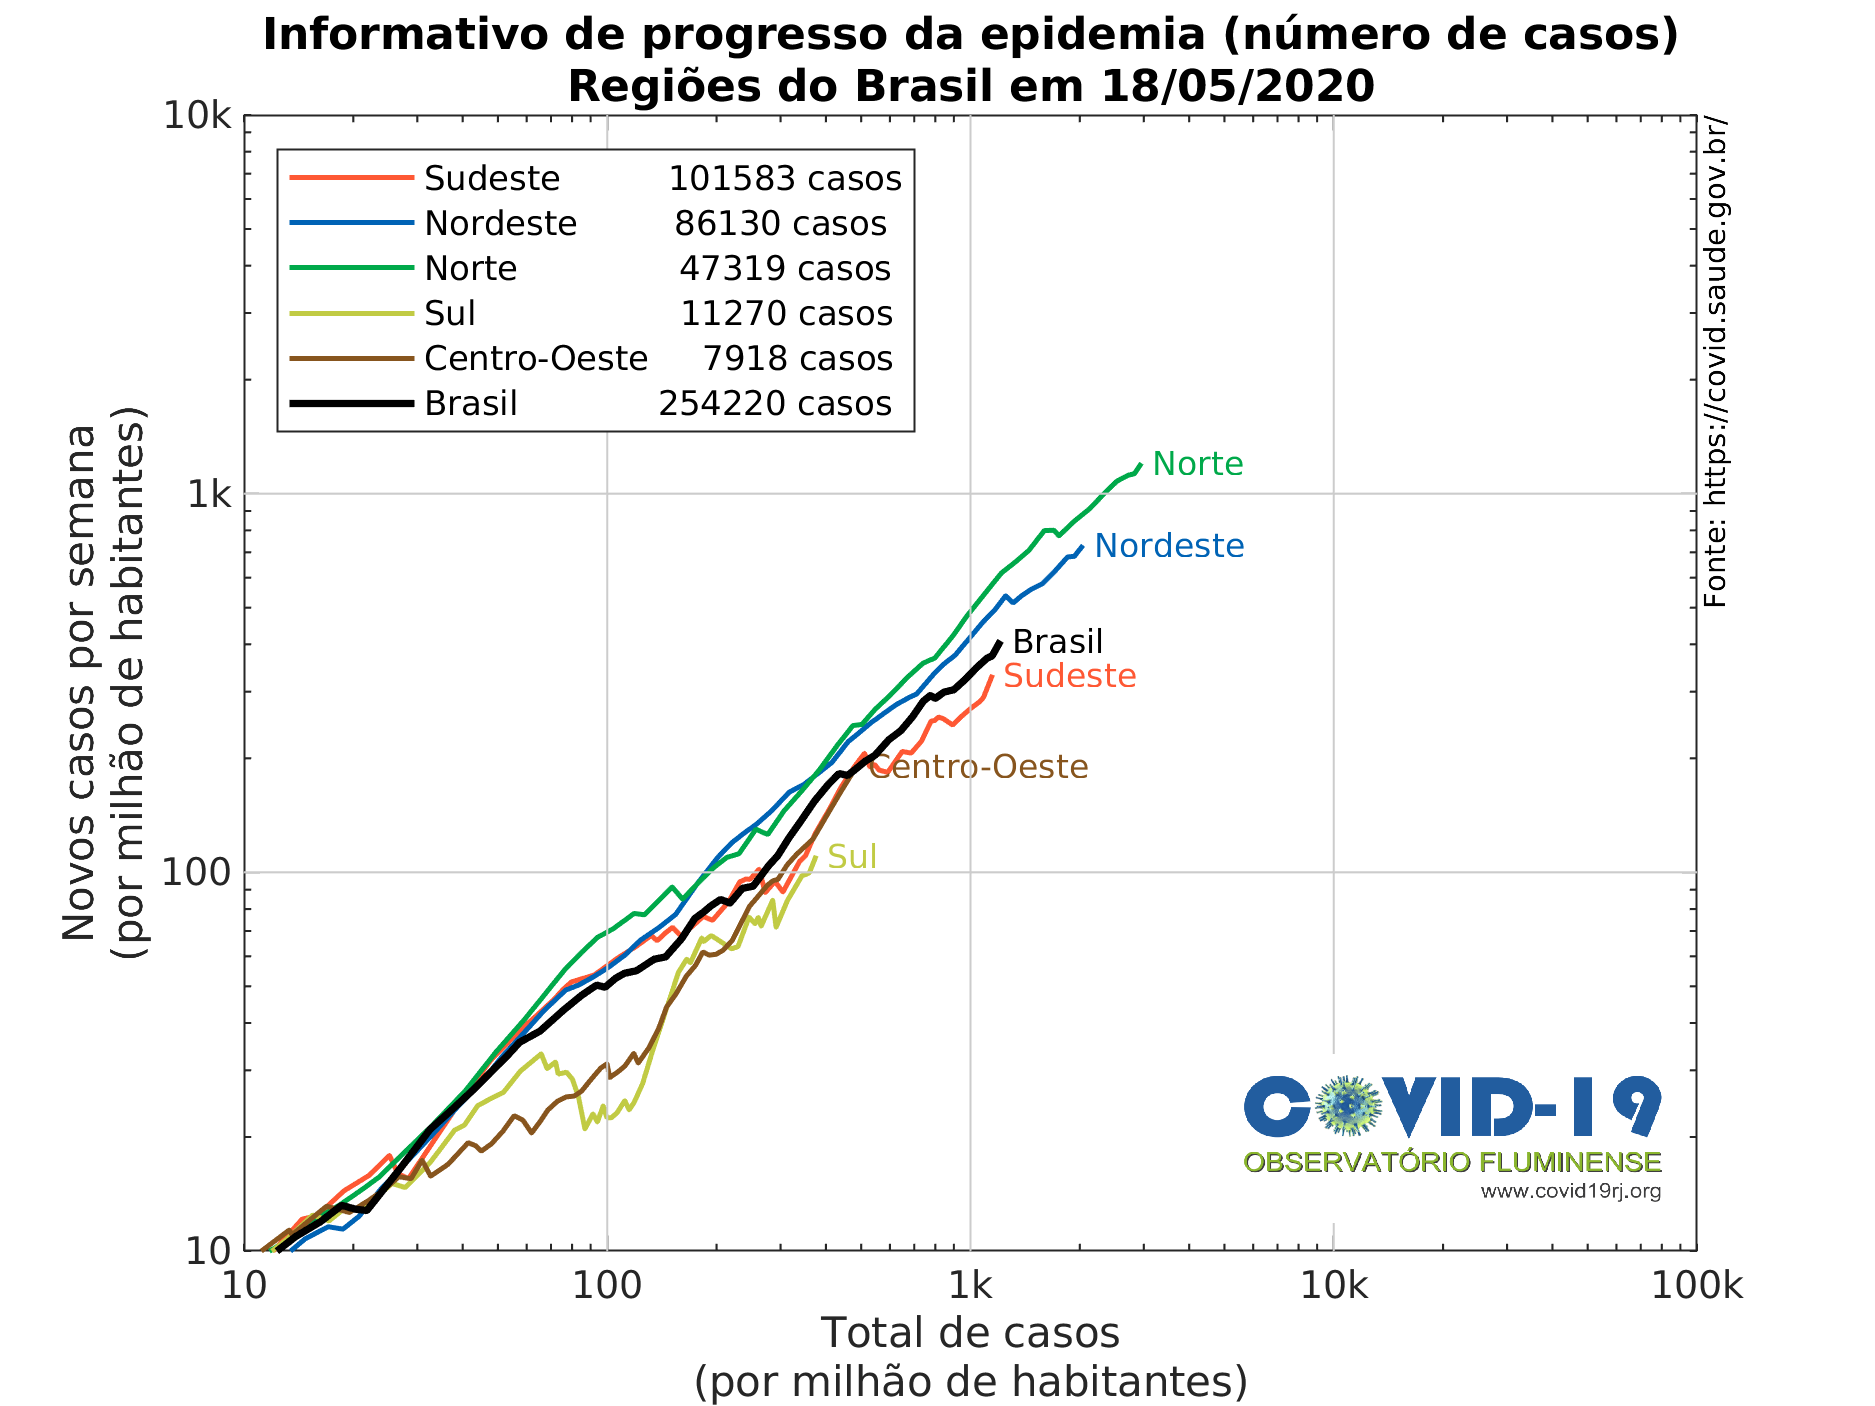 Informativo de progresso da epidemia (número de casos)
Regiões do Brasil em 18/05/2020
Sudeste 101583 casos
Nordeste 86130 casos
Norte 47319 casos
Sul 11270 casos
Centro-Oeste 7918 casos
Brasil 254220 casos
10k
1k
100
10
Novos casos por semana
(por milhão de habitantes)
Norte
Nordeste
Brasil
Sudeste
Centro-Oeste
Sul
Fonte: https://covid.saude.gov.br/
COVID-19
OBSERVATÓRIO FLUMINENSE
www.covid19rj.org
10 100 1k 10k 100k
Total de casos
(por milhão de habitantes)